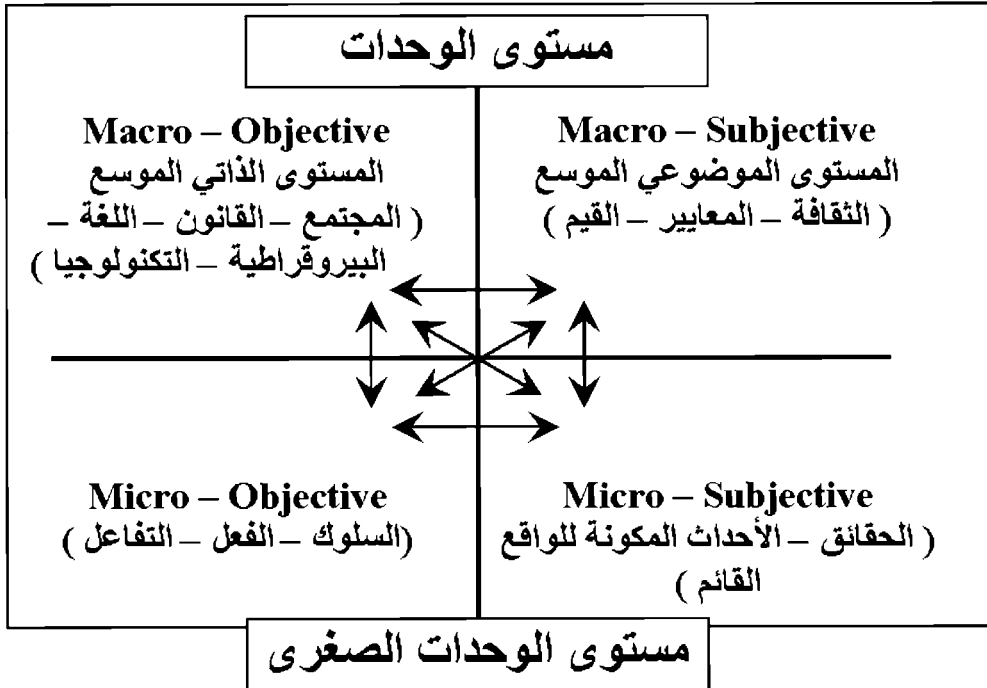 مستوى الوحدات
Macro – Objective
المستوى الذاتي الموسع
( المجتمع – القانون – اللغة –
البيروقراطية – التكنولوجيا )
Macro – Subjective
المستوى الموضوعي الموسع
( الثقافة – المعايير – القيم )
Micro – Objective
(السلوك – الفعل – التفاعل )
Micro – Subjective
( الحقائق – الأحداث المكونة للواقع
القائم )
مستوى الوحدات الصغرى